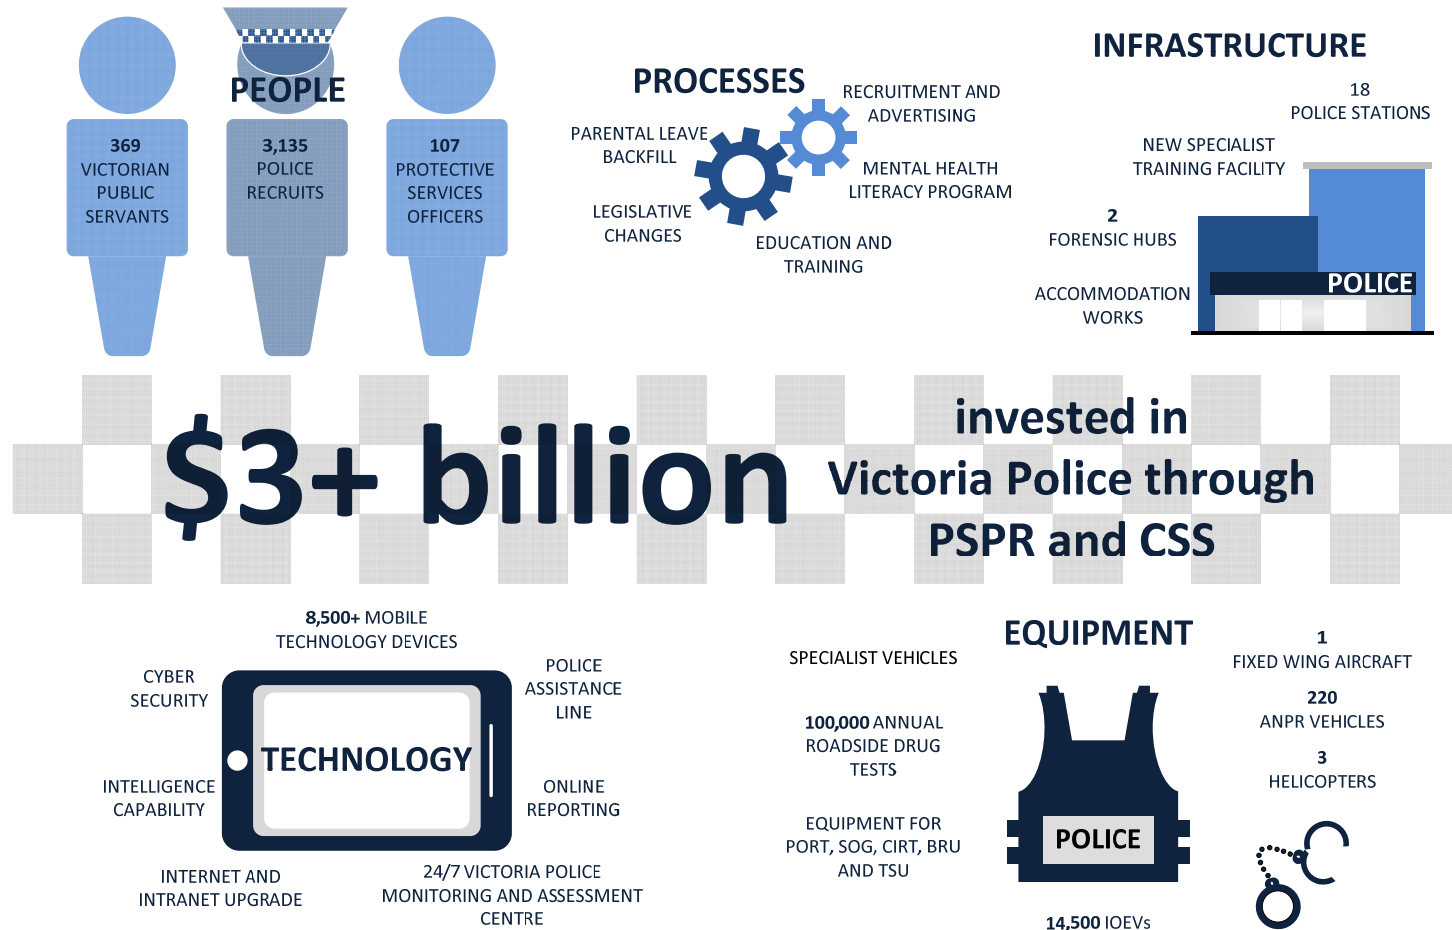 PEOPLE
369
VICTORIAN
PUBLIC
SERVANTS
3,135
POLICE
RECRUITS
107
PROTECTIVE
SERVICES
OFFICERS
PROCESSES
RECRUITMENT AND
ADVERTISING
PARENTAL LEAVE
BACKFILL
MENTAL HEALTH
LITERACY PROGRAM
LEGISLATIVE
CHANGES
EDUCATION AND
TRAINING
INFRASTRUCTURE
18
POLICE STATIONS
NEW SPECIALIST
TRAINING FACILITY
2
FORENSIC HUBS
ACCOMMODATION
WORKS
POLICE
$3+ billion
invested in
Victoria Police through
PSPR and CSS
8,500+ MOBILE
TECHNOLOGY DEVICES
CYBER
SECURITY
POLICE
ASSISTANCE
LINE
TECHNOLOGY
INTELLIGENCE
CAPABILITY
ONLINE
REPORTING
INTERNET AND
INTRANET UPGRADE
24/7 VICTORIA POLICE
MONITORING AND ASSESSMENT
CENTRE
EQUIPMENT
SPECIALIST VEHICLES
100,000 ANNUAL
ROADSIDE DRUG
TESTS
EQUIPMENT FOR
PORT, SOG, CIRT, BRU
AND TSU
POLICE
14,500 IOEVs
1
FIXED WING AIRCRAFT
220
ANPR VEHICLES
3
HELICOPTERS